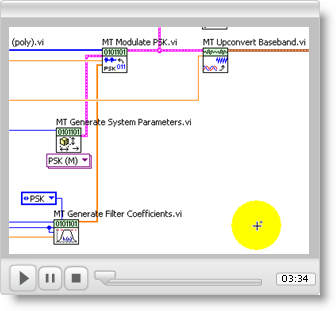 (poly).vi
MT Modulate PSK.vi
MT Upconvert Baseband.vi
0101101
PSK 011
MT Generate System Parameters.vi
0101101
PSK (M)
PSK
MT Generate Filter Coefficients.vi
0101101
03:34